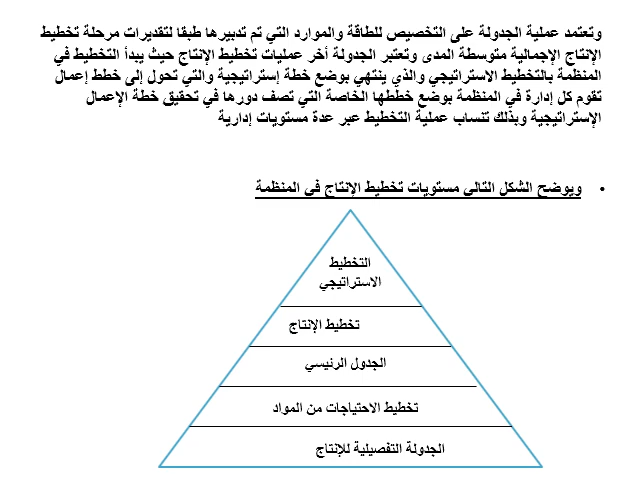 وتعتمد عملية الجدولة على التخصيص للطاقة والموارد التي تم تدبيرها طبقا لتقديرات مرحلة تخطيط
الإنتاج الإجمالية متوسطة المدى وتعتبر الجدولة أخر عمليات تخطيط الإنتاج حيث يبدأ التخطيط في
المنظمة بالتخطيط الاستراتيجي والذي ينتهي بوضع خطة إستراتيجية والتي تحول إلى خطط إعمال
تقوم كل إدارة في المنظمة بوضع خططها الخاصة التي تصف دورها في تحقيق خطة الإعمال
الإستراتيجية وبذلك تنساب عملية التخطيط عبر عدة مستويات إدارية
• ويوضح الشكل التالي مستويات تخطيط الإنتاج في المنظمة
التخطيط
الاستراتيجي
تخطيط الإنتاج
الجدول الرئيسي
تخطيط الاحتياجات من المواد
الجدولة التفصيلية للإنتاج